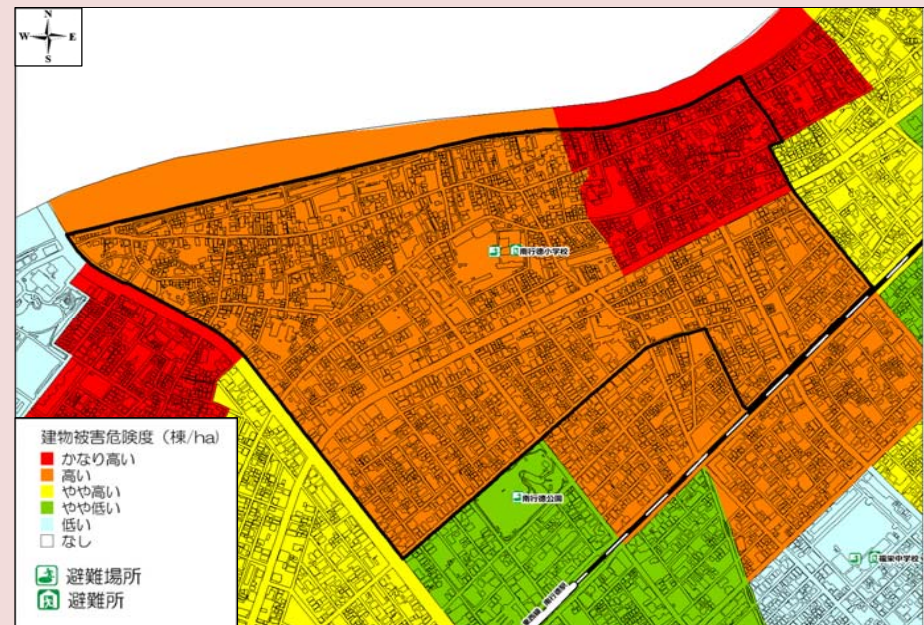 N
W E
S
南行徳小学校
建物被害危険度（棟/ha）
かなり高い
高い
やや高い
やや低い
低い
なし
避難場所
避難所
南行徳公園
福栄中学校